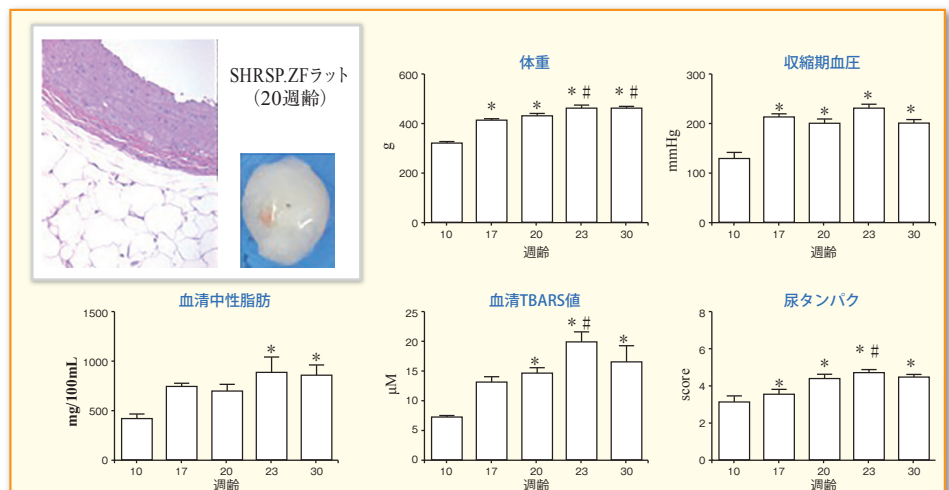 SHRSP.ZFラット
（20週齢）
体重
600
400
200
0
g
* * * # * #
10 17 20 23 30
週齢
収縮期血圧
300
200
100
0
mmHg
* * * *
10 17 20 23 30
週齢
血清中性脂肪
1500
1000
500
0
mg/100mL
* *
10 17 20 23 30
週齢
血清TBARS値
25
20
15
10
5
0
μM
* * # *
10 17 20 23 30
週齢
尿タンパク
8
6
4
2
0
score
* * * # *
10 17 20 23 30
週齢